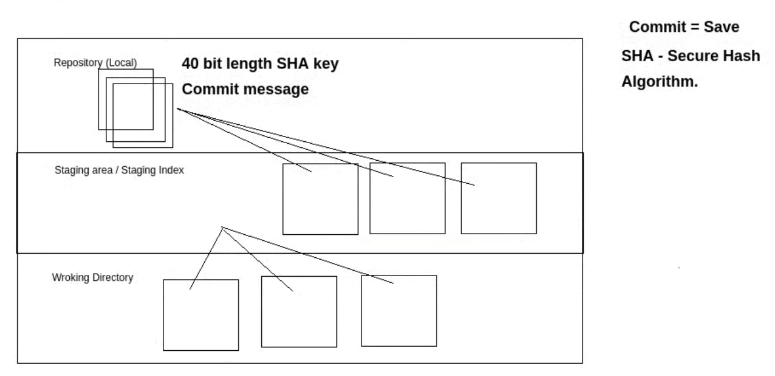 Repository (Local)
40 bit length SHA key
Commit message
Commit = Save
SHA - Secure Hash
Algorithm.
Staging area / Staging Index
Wroking Directory